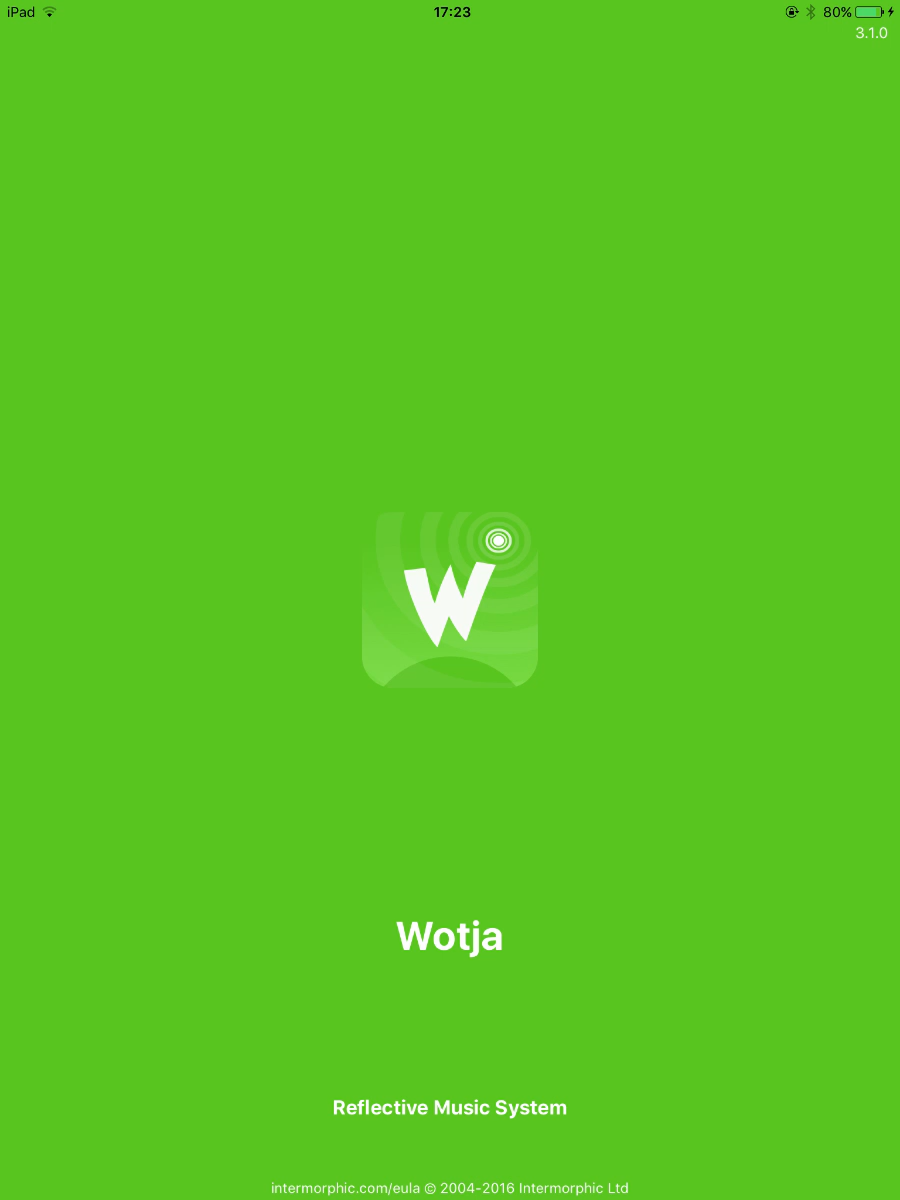 iPad 17:23 80%
3.1.0
W
Wotja
Reflective Music System
intermorphic.com/eula © 2004-2016 Intermorphic Ltd